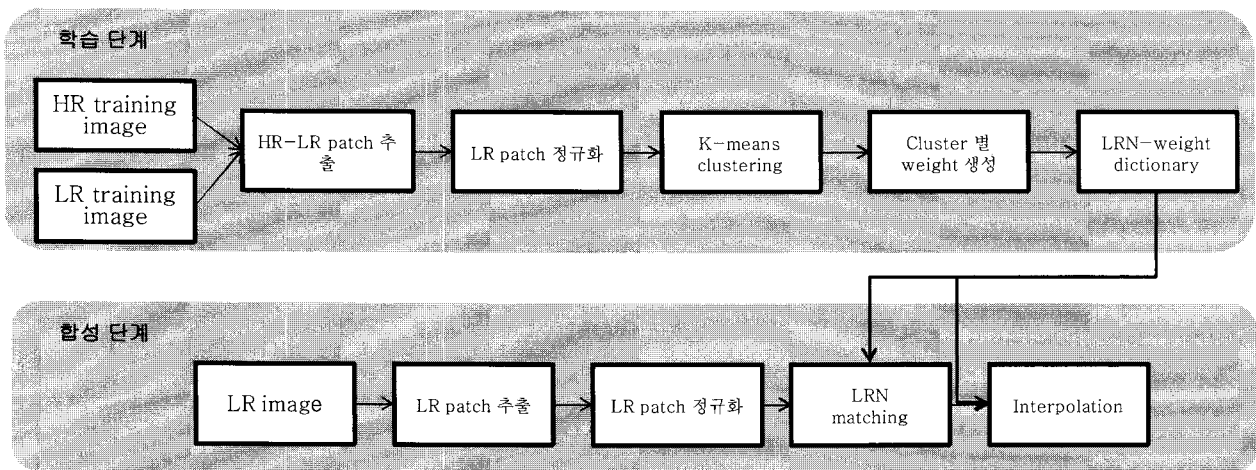 학습 단계
HR training
image
LR training
image
HR-LR patch 추
출
LR patch 정규화
K-means
clustering
Cluster 별
weight 생성
LRN-weight
dictionary
합성 단계
LR image
LR patch 추출
LR patch 정규화
LRN
matching
Interpolation